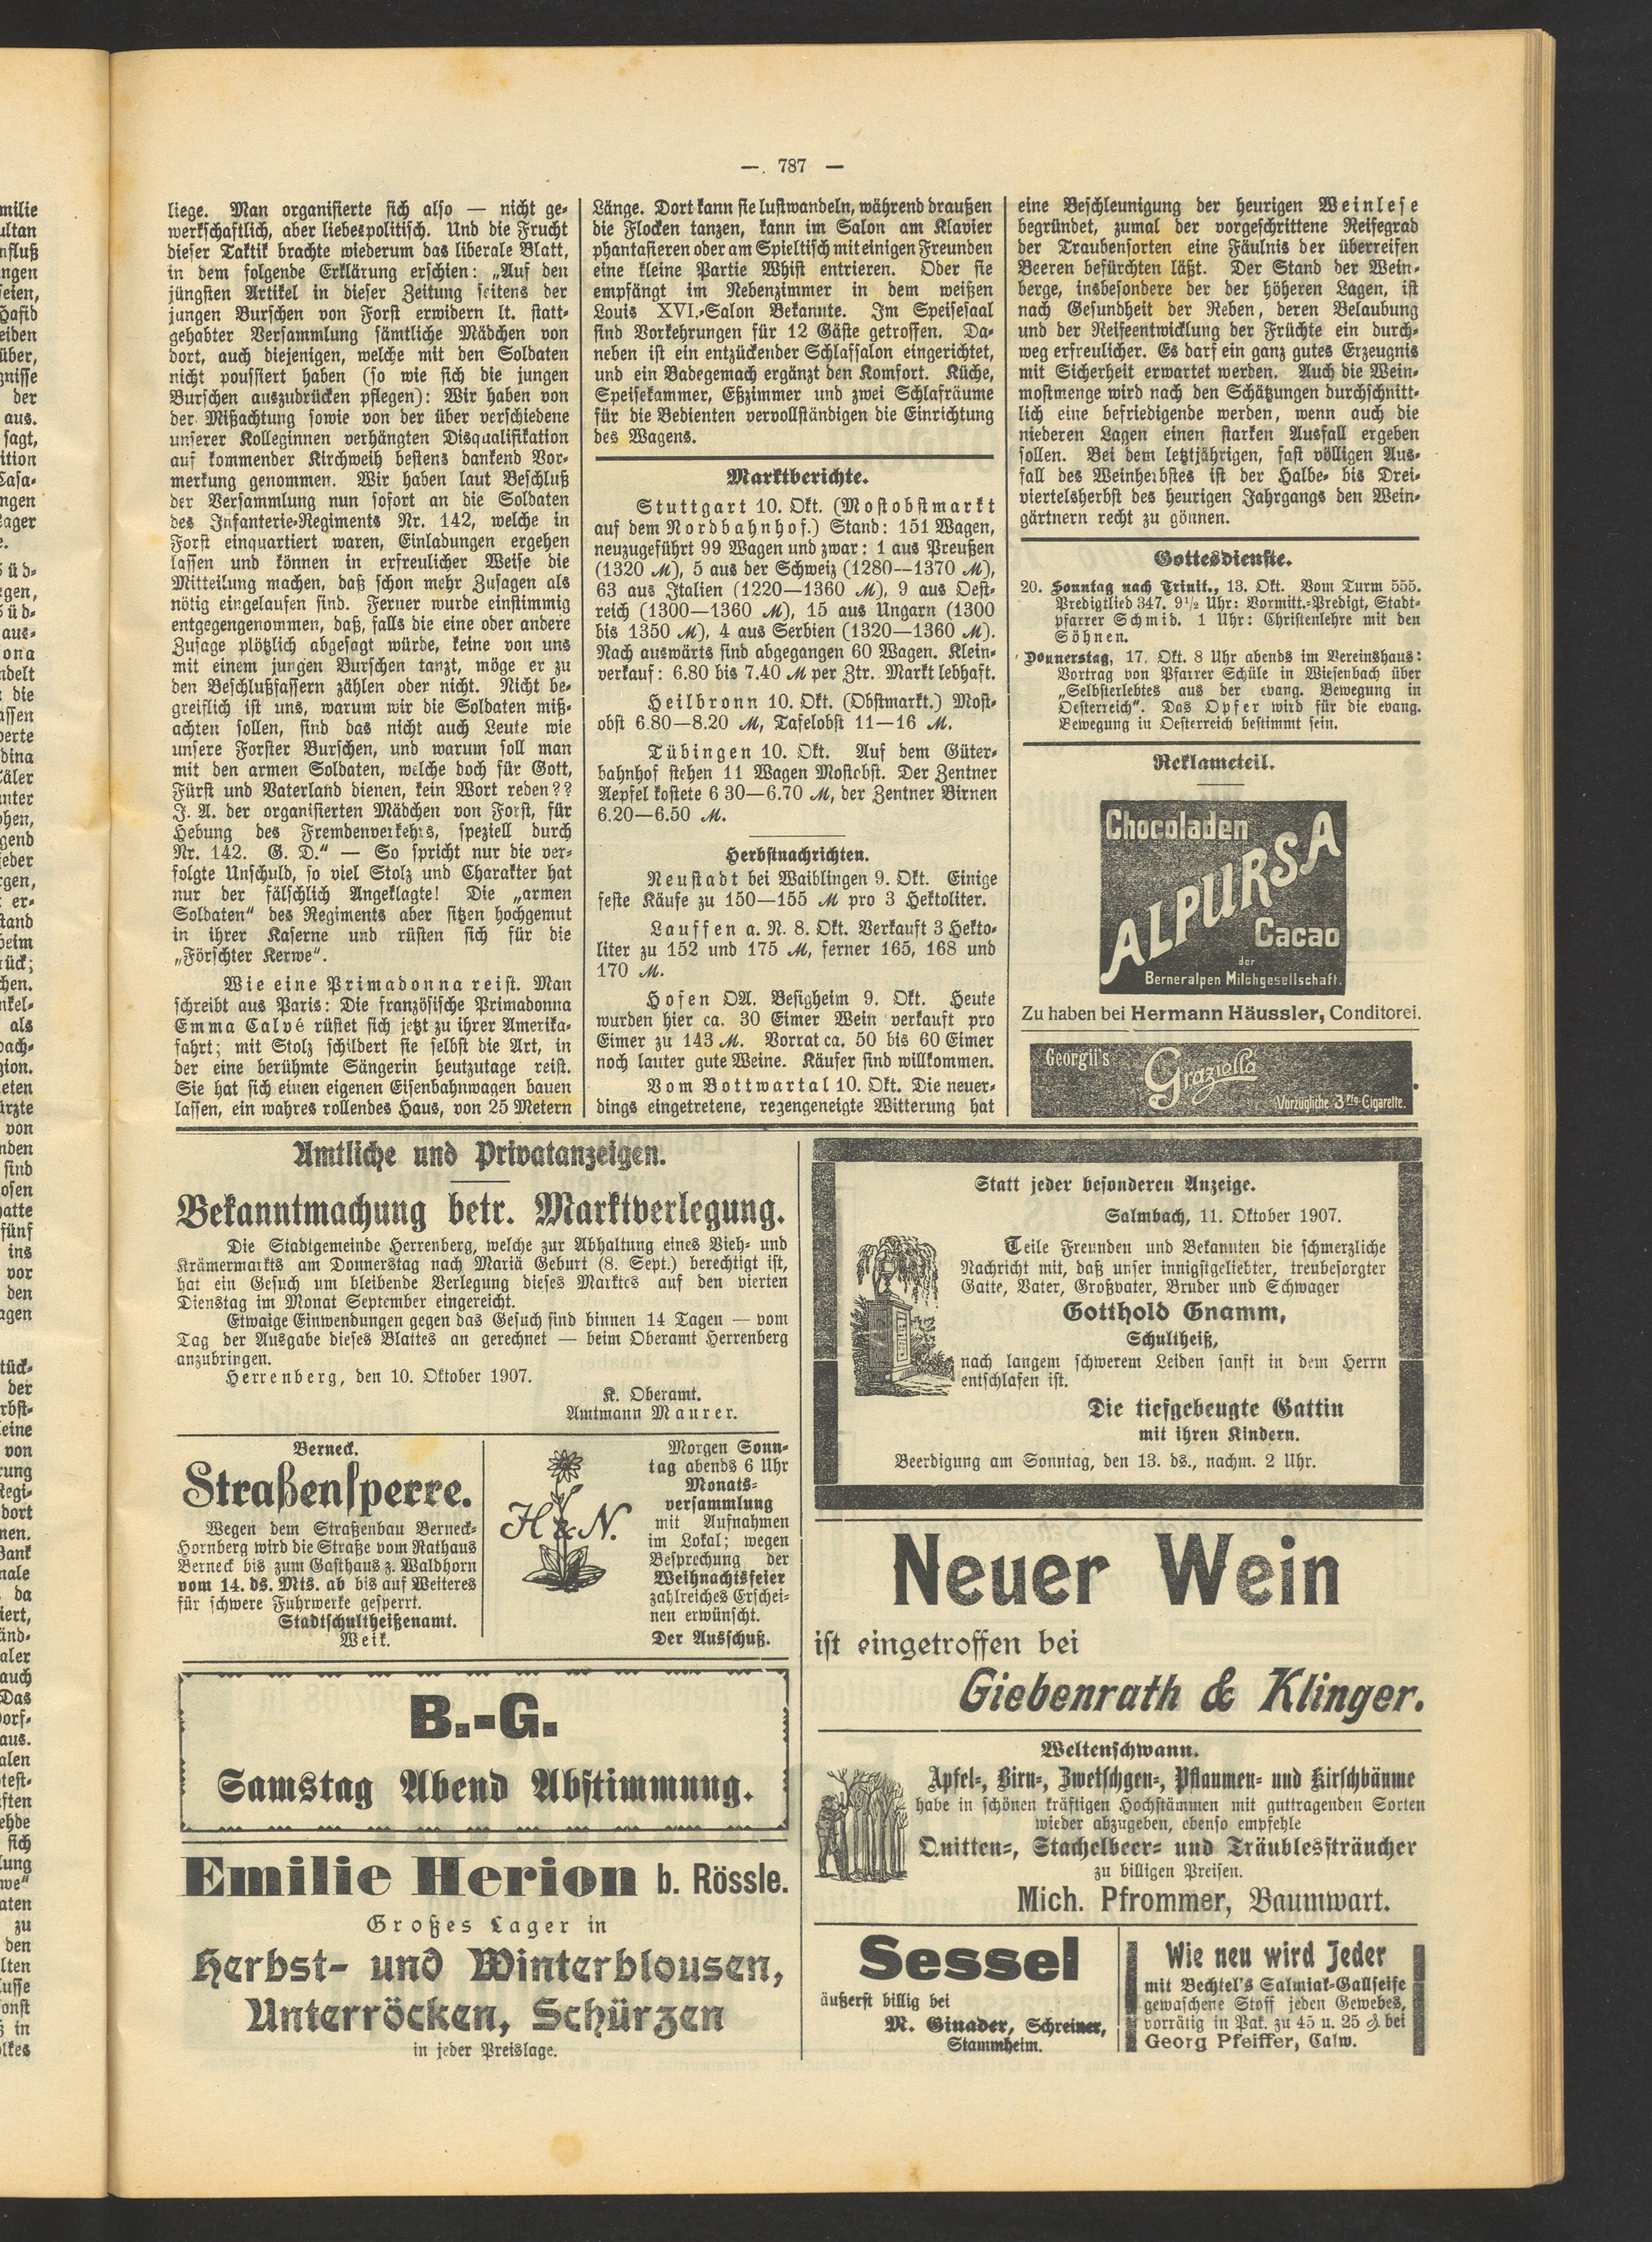 — 787 —
liege. Man organisierte sich also — nicht ge-
werkschaftlich, aber liebespolitisch. Und die Frucht
dieser Taktik brachte wiederum das liberale Blatt,
in dem folgende Erklärung erschien: „Auf den
jüngsten Artikel in dieser Zeitung seitens der
jungen Burschen von Forst erwidern lt. statt-
gehabter Versammlung sämtliche Mädchen von
dort, auch diejenigen, welche mit den Soldaten
nicht poussiert haben (so wie sich die jungen
Burschen auszudrücken pflegen): Wir haben von
der Mißachtung sowie von der über verschiedene
unserer Kolleginnen verhängten Disqualifikation
auf kommender Kirchweih bestens dankend Vor-
merkung genommen. Wir haben laut Beschluß
der Versammlung nun sofort an die Soldaten
des Infanterie-Regiments Nr. 142, welche in
Forst einquartiert waren, Einladungen ergehen
lassen und können in erfreulicher Weise die
Mitteilung machen, daß schon mehr Zusagen als
nötig eingelaufen sind. Ferner wurde einstimmig
entgegengenommen, daß, falls die eine oder andere
Zusage plötzlich abgesagt würde, keine von uns
mit einem jungen Burschen tanzt, möge er zu
den Beschlußfassern zählen oder nicht. Nicht be-
greiflich ist uns, warum wir die Soldaten miß-
achten sollen, sind das nicht auch Leute wie
unsere Forster Burschen, und warum soll man
mit den armen Soldaten, welche doch für Gott,
Fürst und Vaterland dienen, kein Wort reden??
J. A. der organisierten Mädchen von Forst, für
Hebung des Fremdenverkehrs, speziell durch
Nr. 142. G. D.“ — So spricht nur die ver-
folgte Unschuld, so viel Stolz und Charakter hat
nur der fälschlich Angeklagte! Die „armen
Soldaten“ des Regiments aber sitzen hochgemut
in ihrer Kaserne und rüsten sich für die
„Förschter Kerwe“.
Wie eine Primadonna reist. Man
schreibt aus Paris: Die französische Primadonna
Emma Calvé rüstet sich jetzt zu ihrer Amerika-
fahrt; mit Stolz schildert sie selbst die Art, in
der eine berühmte Sängerin heutzutage reist.
Sie hat sich einen eigenen Eisenbahnwagen bauen
lassen, ein wahres rollendes Haus, von 25 Metern
Länge. Dort kann sie lustwandeln, während draußen
die Flocken tanzen, kann im Salon am Klavier
phantasieren oder am Spieltisch mit einigen Freunden
eine kleine Partie Whist entrieren. Oder sie
empfängt im Nebenzimmer in dem weißen
Louis XVI.-Salon Bekannte. Im Speisesaal
sind Vorkehrungen für 12 Gäste getroffen. Da-
neben ist ein entzückender Schlafsalon eingerichtet,
und ein Badegemach ergänzt den Komfort. Küche,
Speisekammer, Eßzimmer und zwei Schlafräume
für die Bedienten vervollständigen die Einrichtung
des Wagens.
Marktberichte.
Stuttgart 10. Okt. (Mostobstmarkt
auf dem Nordbahnhof.) Stand: 151 Wagen,
neuzugeführt 99 Wagen und zwar: 1 aus Preußen
(1320 M), 5 aus der Schweiz (1280—1370 M),
63 aus Italien (1220—1360 M), 9 aus Oest-
reich (1300—1360 M), 15 aus Ungarn (1300
bis 1350 M), 4 aus Serbien (1320—1360 M).
Nach auswärts sind abgegangen 60 Wagen. Klein-
verkauf: 6.80 bis 7.40 M per Ztr. Markt lebhaft.
Heilbronn 10. Okt. (Obstmarkt.) Most-
obst 6.80—8.20 M, Tafelobst 11—16 M.
Tübingen 10. Okt. Auf dem Güter-
bahnhof stehen 11 Wagen Mostobst. Der Zentner
Aepfel kostete 6 30—6.70 M, der Zentner Birnen
6.20—6.50 M.
Herbstnachrichten.
Neustadt bei Waiblingen 9. Okt. Einige
feste Käufe zu 150—155 M pro 3 Hektoliter.
Lauffen a. N. 8. Okt. Verkauft 3 Hekto-
liter zu 152 und 175 M, ferner 165, 168 und
170 M.
Hofen OA. Besigheim 9. Okt. Heute
wurden hier ca. 30 Eimer Wein verkauft pro
Eimer zu 143 M. Vorrat ca. 50 bis 60 Eimer
noch lauter gute Weine. Käufer sind willkommen.
Vom Bottwartal 10. Okt. Die neuer-
dings eingetretene, regengeneigte Witterung hat
eine Beschleunigung der heurigen Weinlese
begründet, zumal der vorgeschrittene Reifegrad
der Traubensorten eine Fäulnis der überreifen
Beeren befürchten läßt. Der Stand der Wein-
berge, insbesondere der der höheren Lagen, ist
nach Gesundheit der Reben, deren Belaubung
und der Reifeentwicklung der Früchte ein durch-
weg erfreulicher. Es darf ein ganz gutes Erzeugnis
mit Sicherheit erwartet werden. Auch die Wein-
mostmenge wird nach den Schätzungen durchschnitt-
lich eine befriedigende werden, wenn auch die
niederen Lagen einen starken Ausfall ergeben
sollen. Bei dem letztjährigen, fast völligen Aus-
fall des Weinherbstes ist der Halbe- bis Drei-
viertelsherbst des heurigen Jahrgangs den Wein-
gärtnern recht zu gönnen.
Gottesdienste.
20. Sonntag nach Trinit., 13. Okt. Vom Turm 555.
Predigtlied 347. 9½ Uhr: Vormitt.-Predigt, Stadt-
pfarrer Schmid. 1 Uhr: Christenlehre mit den
Söhnen.
Donnerstag, 17. Okt. 8 Uhr abends im Vereinshaus:
Vortrag von Pfarrer Schüle in Wiesenbach über
„Selbsterlebtes aus der evang. Bewegung in
Oesterreich“. Das Opfer wird für die evang.
Bewegung in Oesterreich bestimmt sein.
Reklameteil.
Chocoladen
ALPURSA
Cacao
der
Berneralpen Milchgesellschaft.
Zu haben bei Hermann Häussler, Conditorei.
Georgii's
Graziella
Vorzügliche 3 Pfg. Cigarette.
Amtliche und Privatanzeigen.
Bekanntmachung betr. Marktverlegung.
Die Stadtgemeinde Herrenberg, welche zur Abhaltung eines Vieh- und
Krämermarkts am Donnerstag nach Mariä Geburt (8. Sept.) berechtigt ist,
hat ein Gesuch um bleibende Verlegung dieses Marktes auf den vierten
Dienstag im Monat September eingereicht.
Etwaige Einwendungen gegen das Gesuch sind binnen 14 Tagen — vom
Tag der Ausgabe dieses Blattes an gerechnet — beim Oberamt Herrenberg
anzubringen.
Herrenberg, den 10. Oktober 1907.
K. Oberamt.
Amtmann Maurer.
Berneck.
Straßensperre.
Wegen dem Straßenbau Berneck-
Hornberg wird die Straße vom Rathaus
Berneck bis zum Gasthaus z. Waldhorn
vom 14. ds. Mts. ab bis auf Weiteres
für schwere Fuhrwerke gesperrt.
Stadtschultheißenamt.
Weik.
H & N.
Morgen Sonn-
tag abends 6 Uhr
Monats-
versammlung
mit Aufnahmen
im Lokal; wegen
Besprechung der
Weihnachtsfeier
zahlreiches Erschei-
nen erwünscht.
Der Ausschuß.
B.-G.
Samstag Abend Abstimmung.
Emilie Herion b. Rössle.
Großes Lager in
Herbst- und Winterblousen,
Unterröcken, Schürzen
in jeder Preislage.
Statt jeder besonderen Anzeige.
Salmbach, 11. Oktober 1907.
Teile Freunden und Bekannten die schmerzliche
Nachricht mit, daß unser innigstgeliebter, treubesorgter
Gatte, Vater, Großvater, Bruder und Schwager
Gotthold Gnamm,
Schultheiß,
nach langem schwerem Leiden sanft in dem Herrn
entschlafen ist.
Die tiefgebeugte Gattin
mit ihren Kindern.
Beerdigung am Sonntag, den 13. ds., nachm. 2 Uhr.
Neuer Wein
ist eingetroffen bei
Giebenrath & Klinger.
Weltenschwann.
Apfel-, Birn-, Zwetschgen-, Pflaumen- und Kirschbäume
habe in schönen kräftigen Hochstämmen mit guttragenden Sorten
wieder abzugeben, ebenso empfehle
Quitten-, Stachelbeer- und Träublessträucher
zu billigen Preisen.
Mich. Pfrommer, Baumwart.
Sessel
äußerst billig bei
M. Ginader, Schreiner,
Stammheim.
Wie neu wird Jeder
mit Bechtel's Salmiak-Gallseife
gewaschene Stoff jeden Gewebes,
vorrätig in Pak. zu 45 u. 25 ₰ bei
Georg Pfeiffer, Calw.